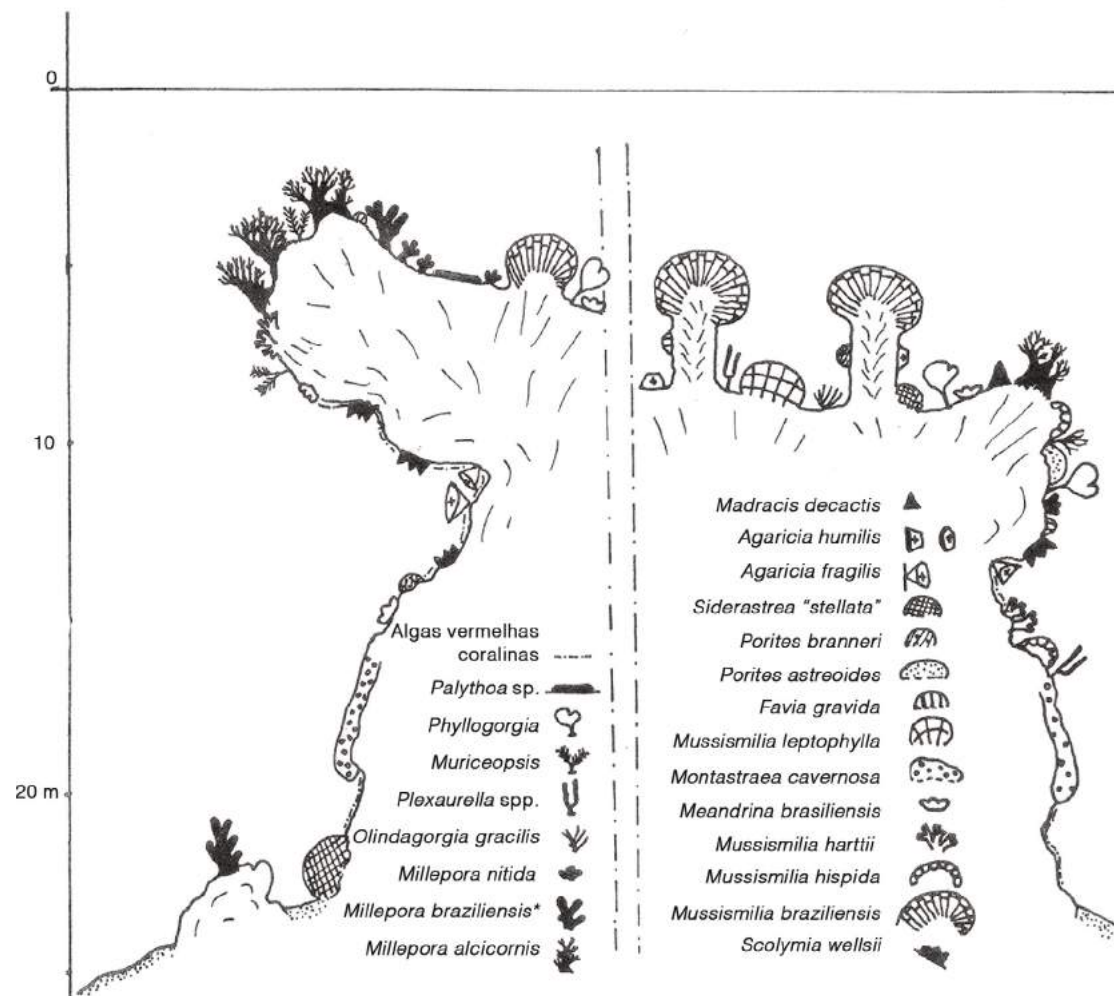 0
10
20 m
Algas vermelhas
coralinas
Palythoa sp.
Phyllogorgia
Muriceopsis
Plexaurella spp.
Olindagorgia gracilis
Millepora nitida
Millepora braziliensis*
Millepora alcicornis
Madracis decactis
Agaricia humilis
Agaricia fragilis
Siderastrea "stellata"
Porites branneri
Porites astreoides
Favia gravida
Mussismilia leptophylla
Montastraea cavernosa
Meandrina brasiliensis
Mussismilia harttii
Mussismilia hispida
Mussismilia braziliensis
Scolymia wellsii